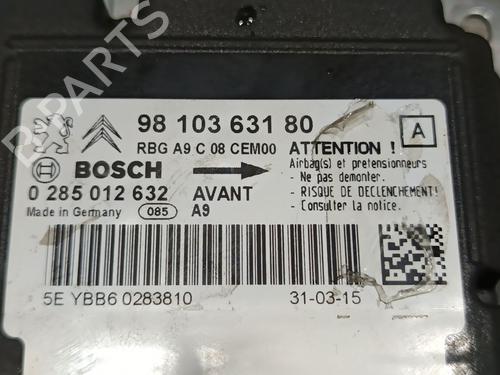 98 103 631 80
RBG A9 C 08 CEM00
ATTENTION !
A
BOSCH
Airbag(s) et pretensionneurs
- Ne pas demonter.
0 285 012 632
AVANT
- RISQUE DE DECLENCHEMENT!
Made in Germany
085
A9
- Consulter la notice.
5E YBB6 0283810
31-03-15
B-PARTS